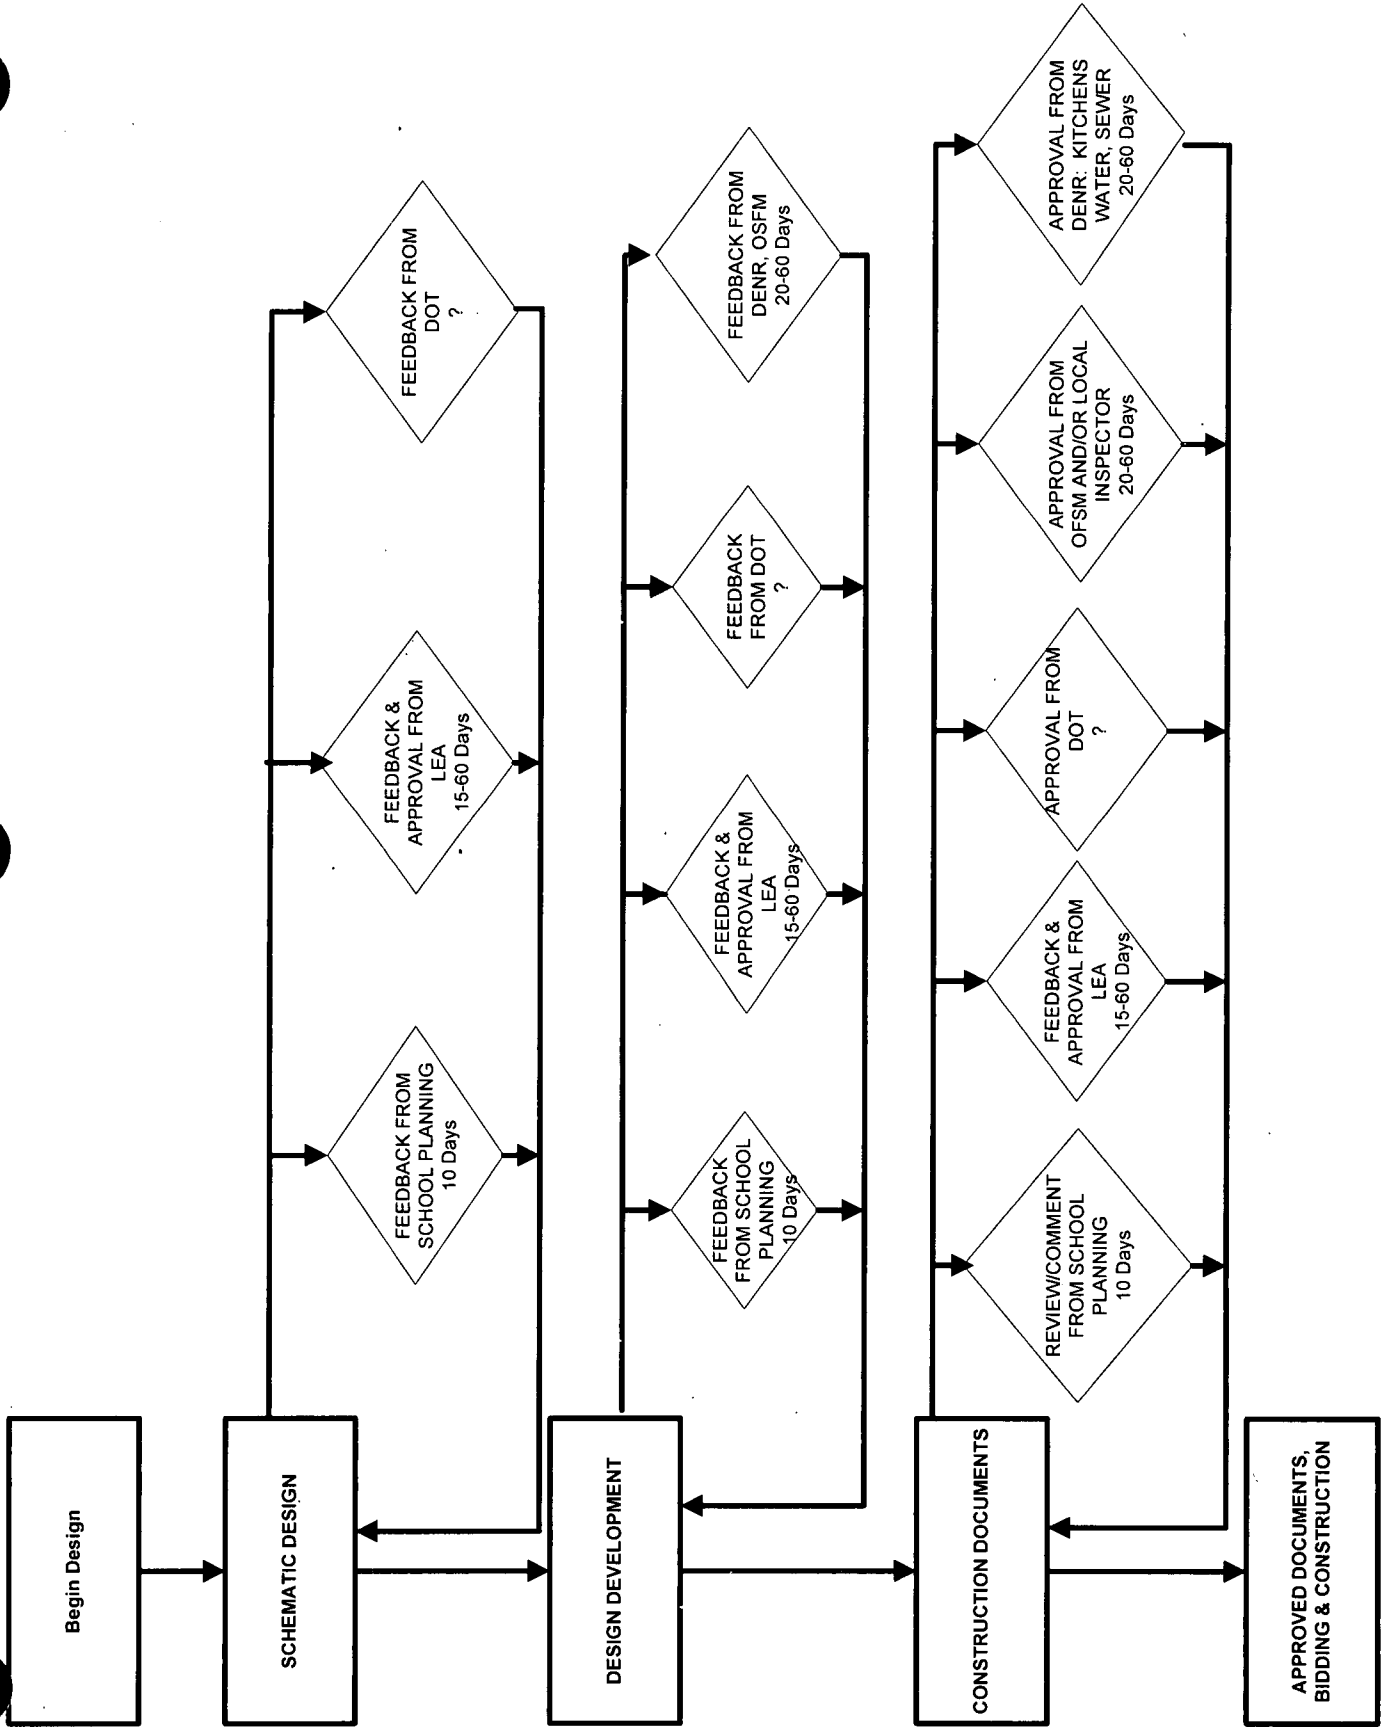 Begin Design
SCHEMATIC DESIGN
FEEDBACK FROM
SCHOOL PLANNING
10 Days
FEEDBACK &
APPROVAL FROM
LEA
15-60 Days
FEEDBACK FROM
DOT
?
DESIGN DEVELOPMENT
FEEDBACK
FROM SCHOOL
PLANNING
10 Days
FEEDBACK &
APPROVAL FROM
LEA
15-60 Days
FEEDBACK
FROM DOT
?
FEEDBACK FROM
DENR, OSFM
20-60 Days
CONSTRUCTION DOCUMENTS
REVIEW/COMMENT
FROM SCHOOL
PLANNING
10 Days
FEEDBACK &
APPROVAL FROM
LEA
15-60 Days
APPROVAL FROM
DOT
?
APPROVAL FROM
OFSM AND/OR LOCAL
INSPECTOR
20-60 Days
APPROVAL FROM
DENR: KITCHENS
WATER, SEWER
20-60 Days
APPROVED DOCUMENTS,
BIDDING & CONSTRUCTION